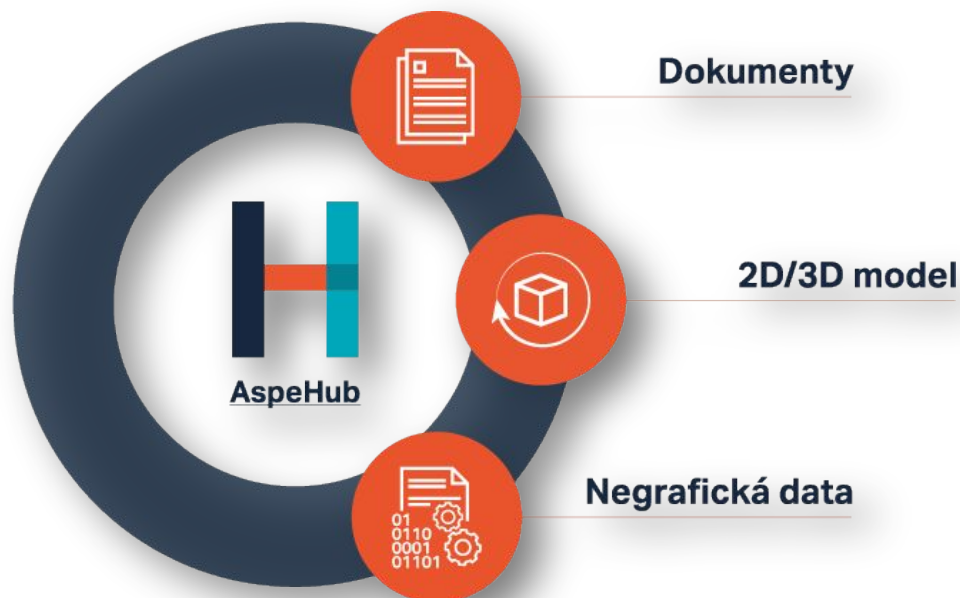 Dokumenty
2D/3D model
H
AspeHub
Negrafická data
01
0110
0001
01101